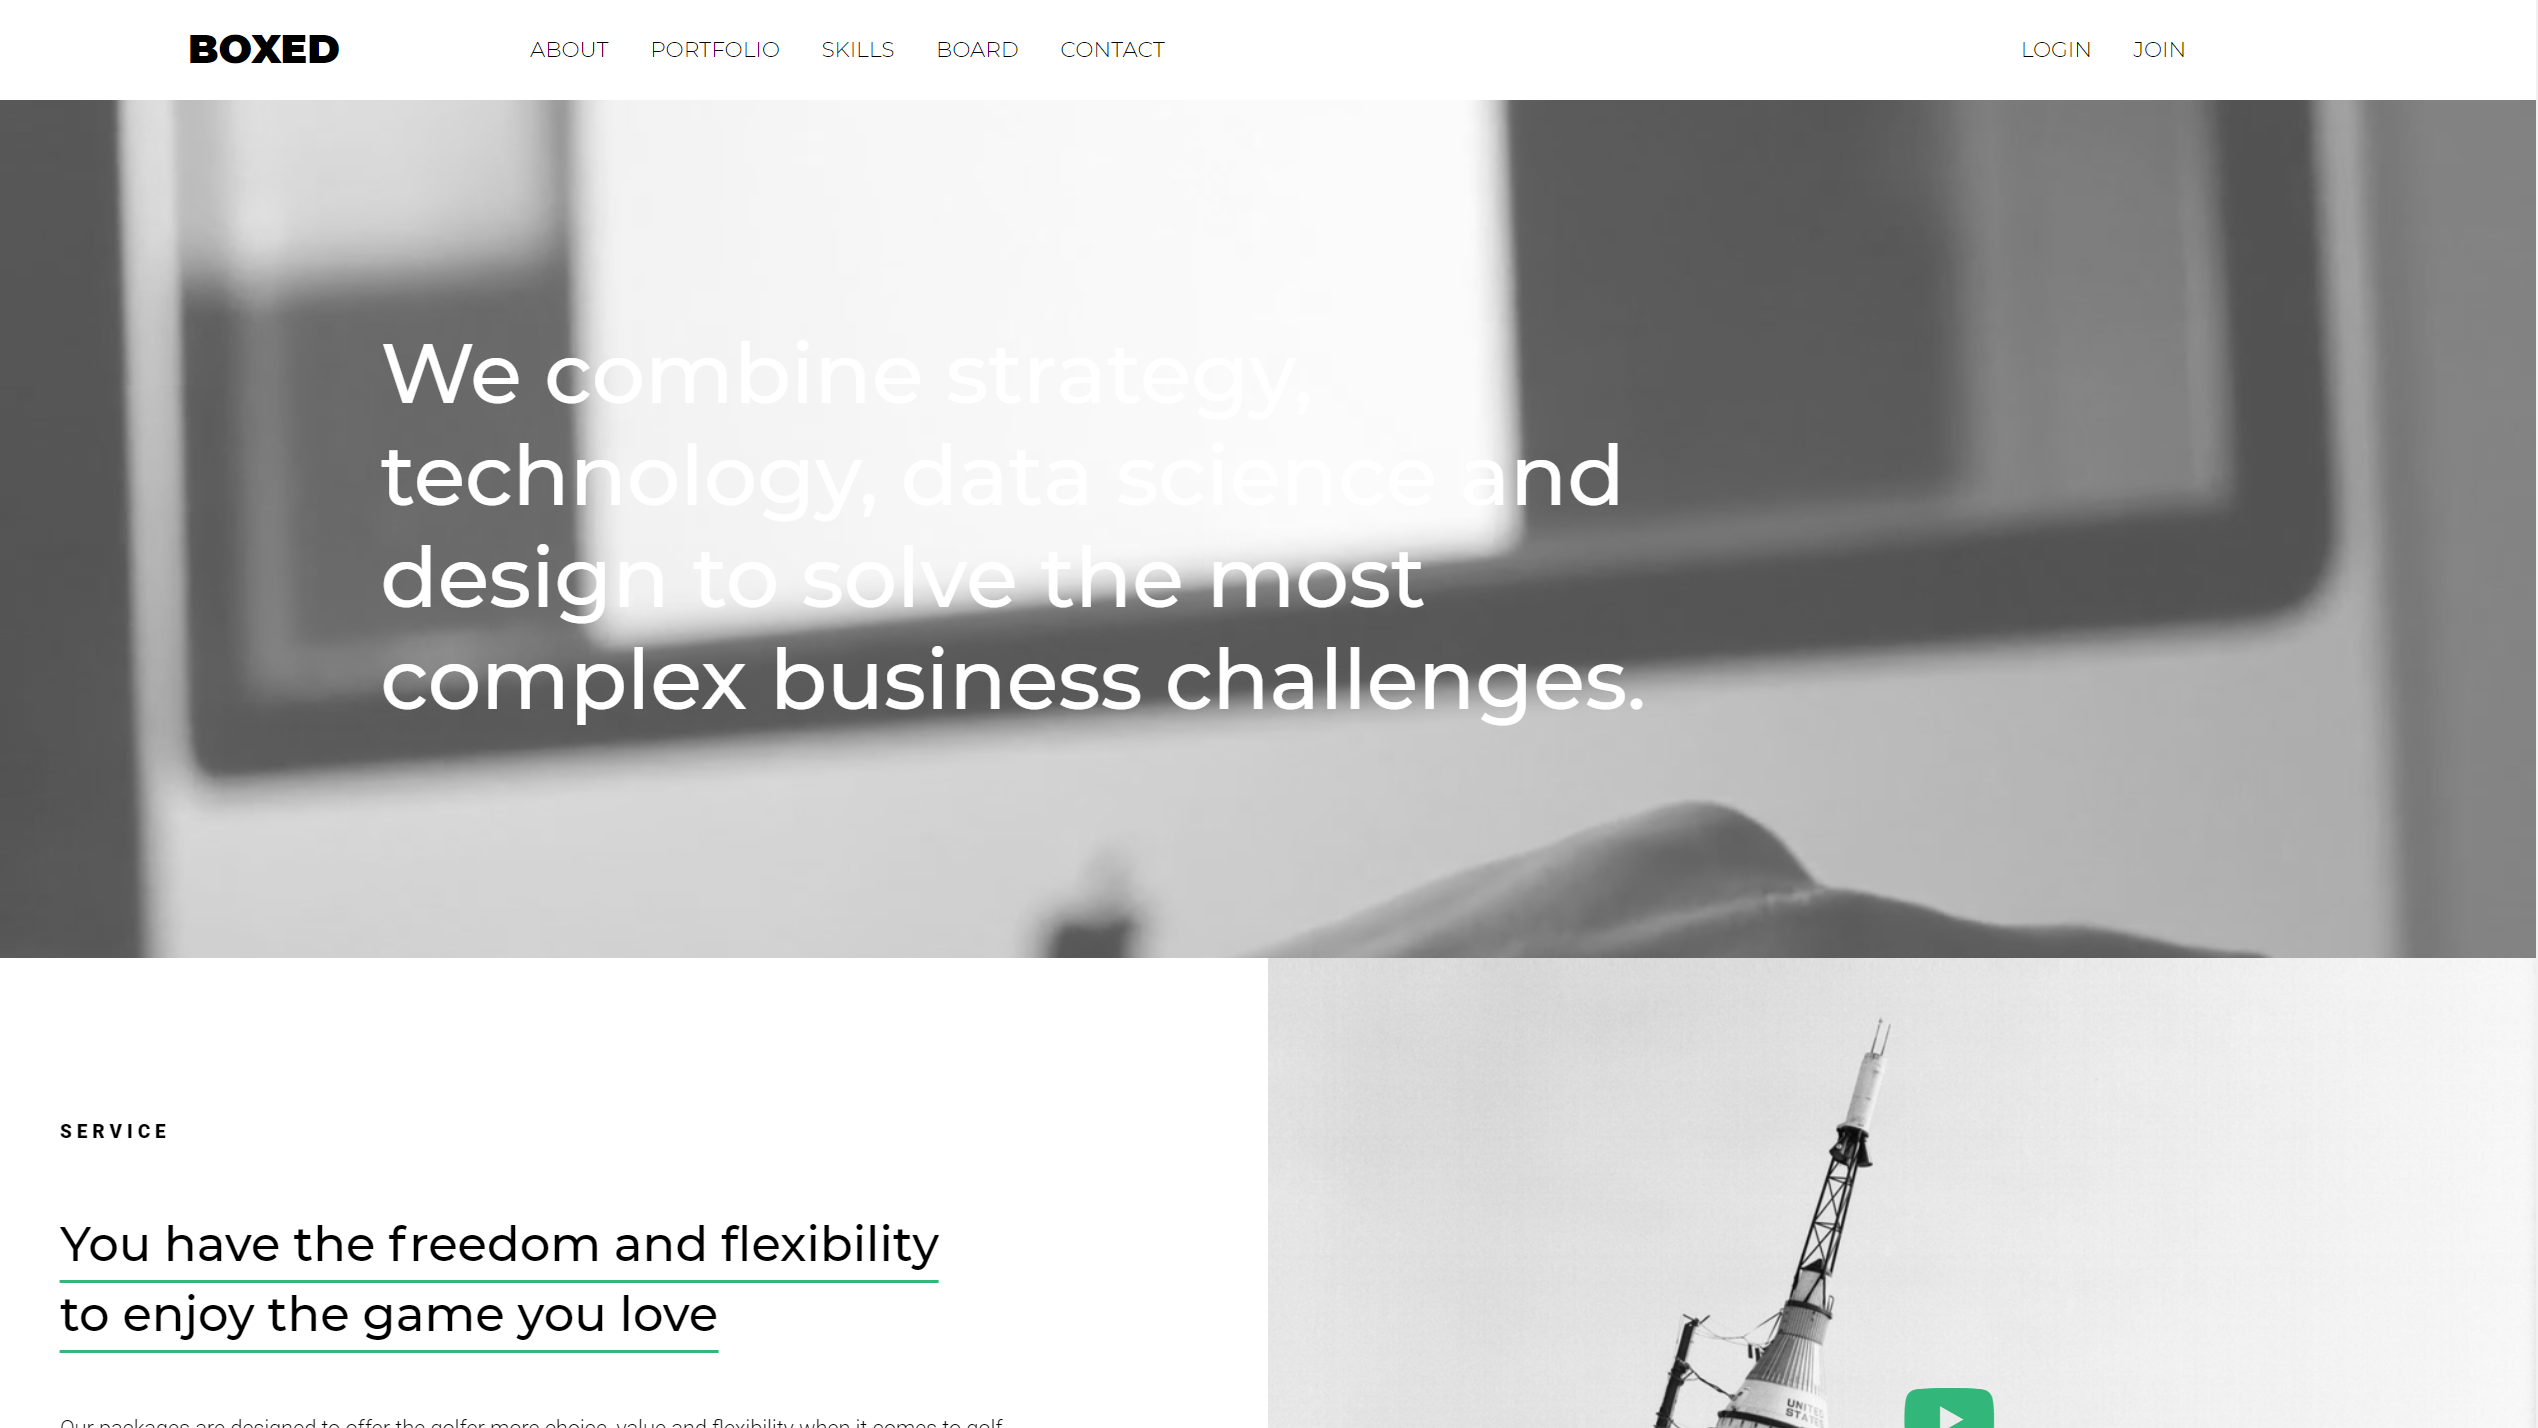 BOXED
ABOUT PORTFOLIO SKILLS BOARD CONTACT
LOGIN JOIN
We combine strategy,
technology, data science and
design to solve the most
complex business challenges.
SERVICE
You have the freedom and flexibility
to enjoy the game you love
Our packages are designed to offer the golfer more choice, value and flexibility when it comes to golf
UNITED
STATES